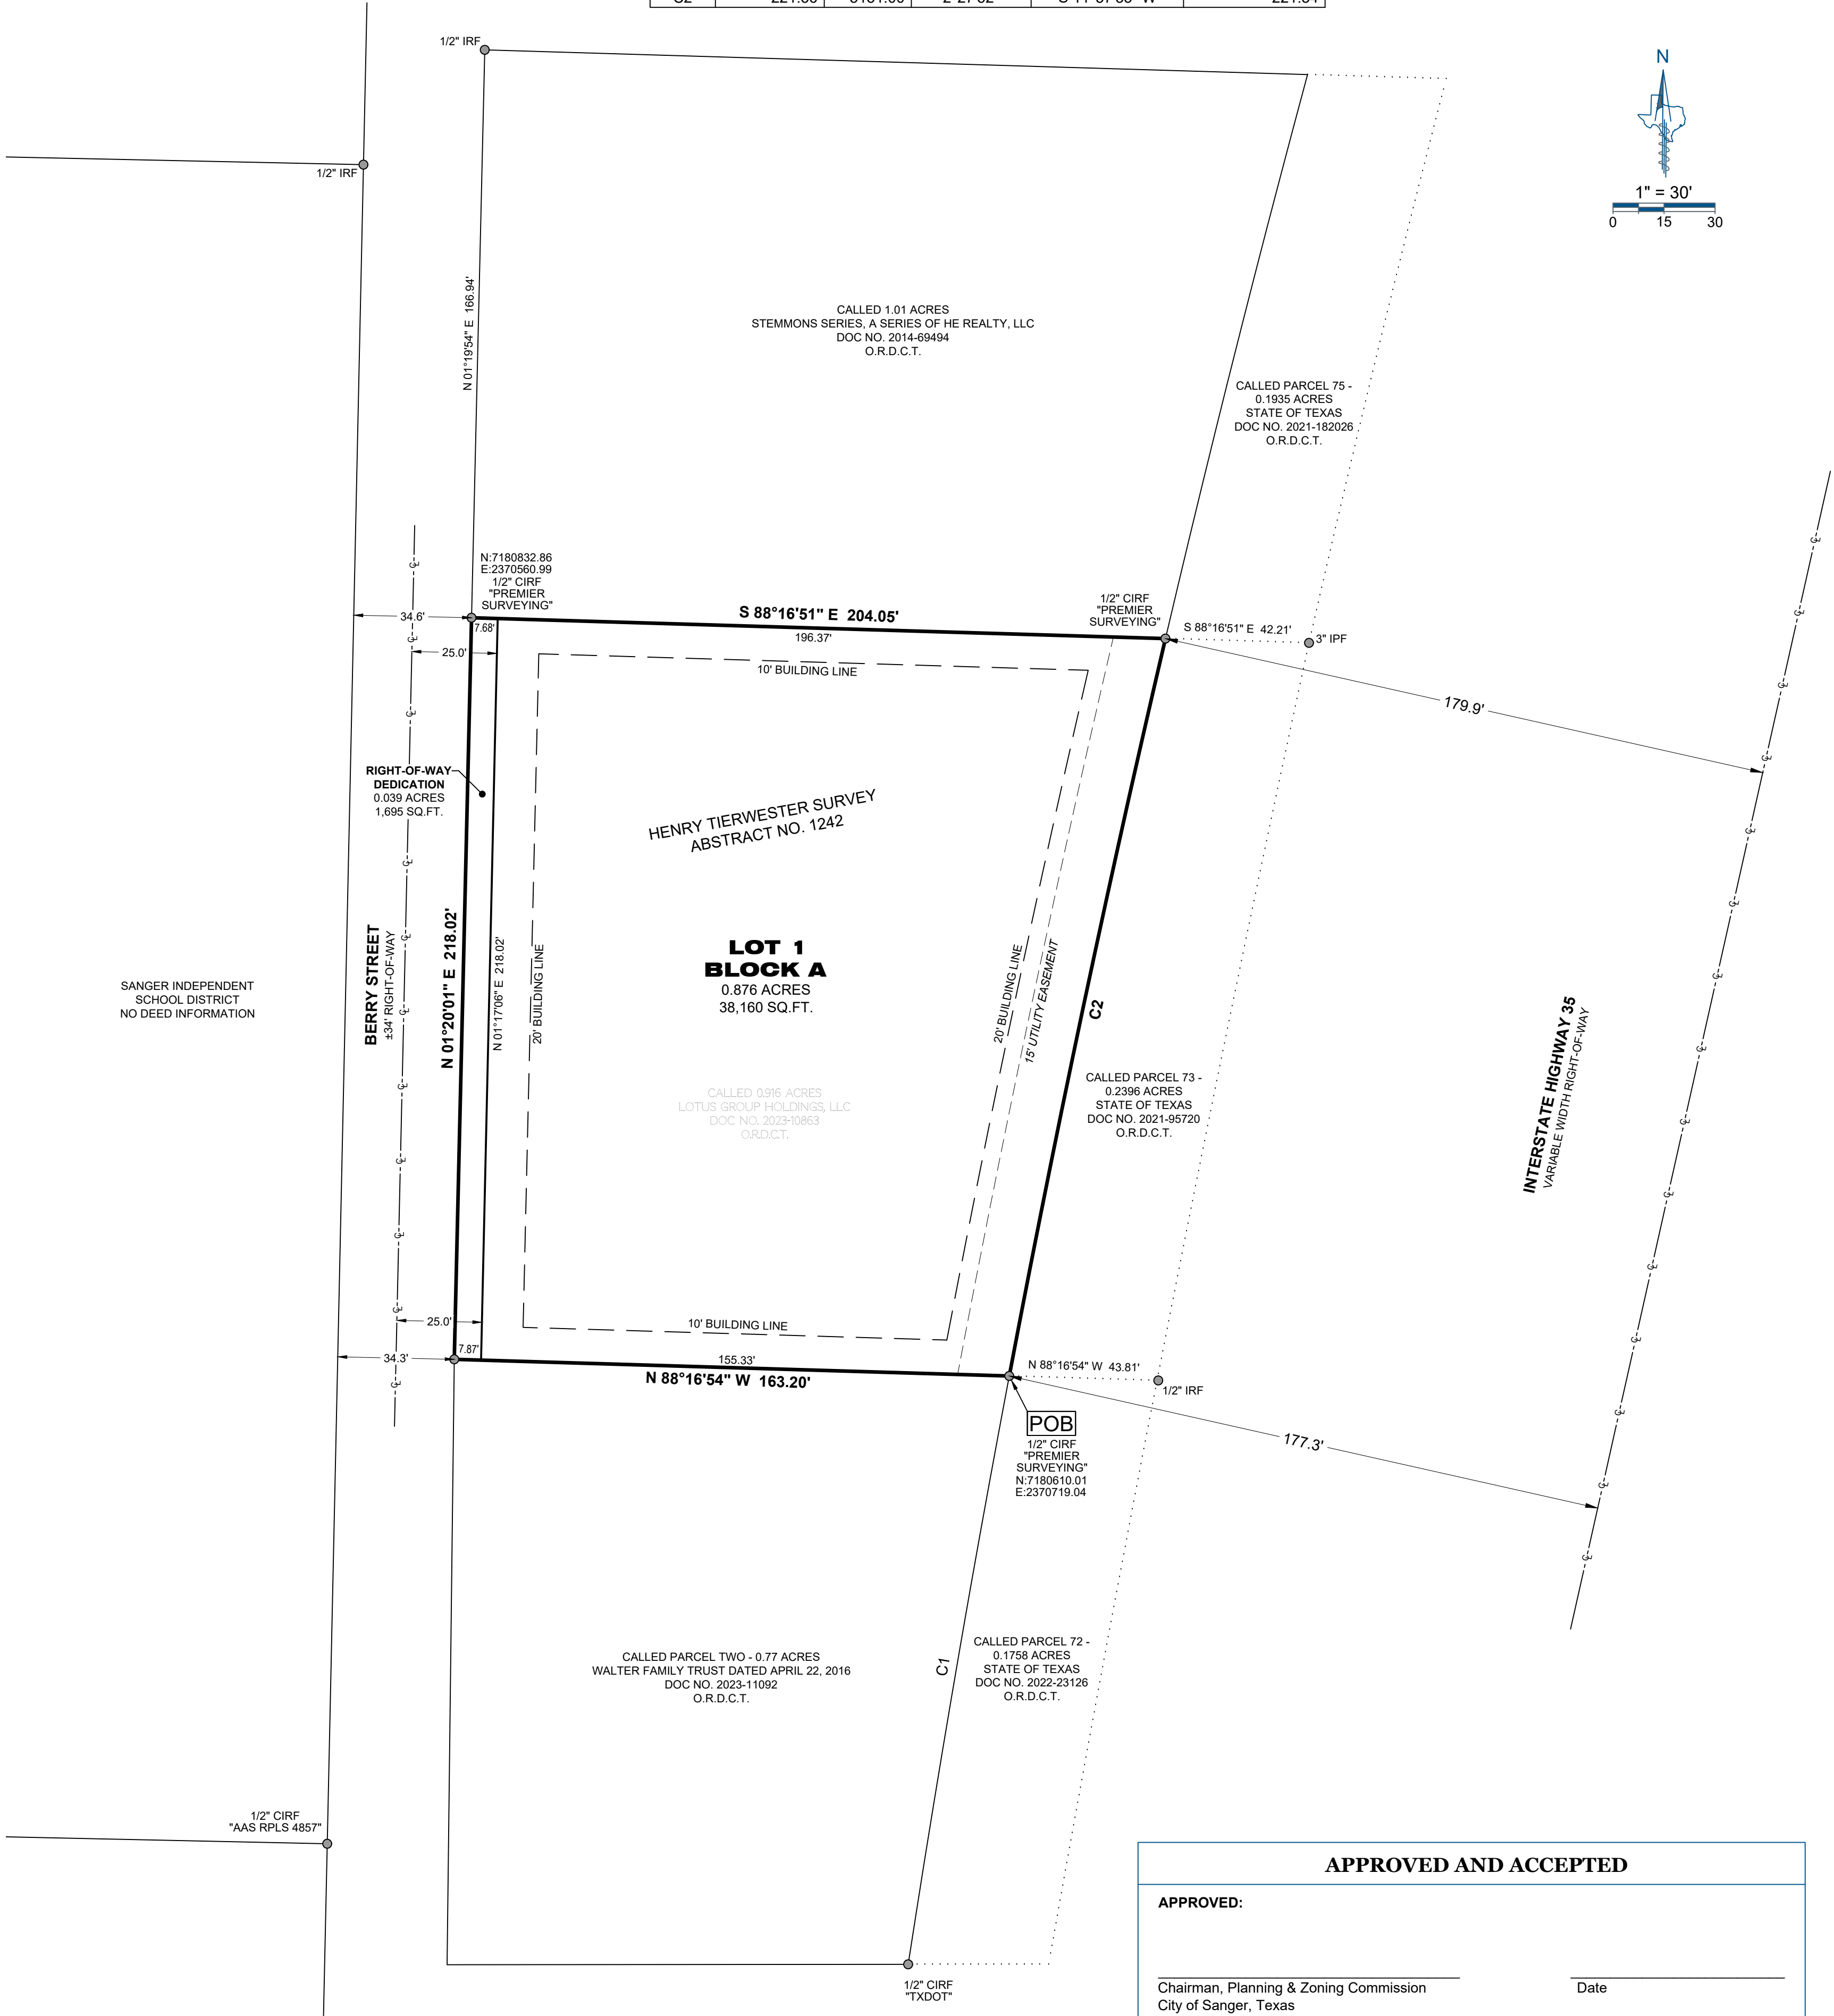 1/2" IRF
N
1" = 30'
0 15 30
1/2" IRF
N 01°19'54" E 166.94'
CALLED 1.01 ACRES
STEMMONS SERIES, A SERIES OF HE REALTY, LLC
DOC NO. 2014-69494
O.R.D.C.T.
CALLED PARCEL 75 -
0.1935 ACRES
STATE OF TEXAS
DOC NO. 2021-182026
O.R.D.C.T.
N:7180832.86
E:2370560.99
1/2" CIRF
"PREMIER
SURVEYING"
34.6'
7.68'
25.0'
S 88°16'51" E 204.05'
196.37'
10' BUILDING LINE
1/2" CIRF
"PREMIER
SURVEYING"
S 88°16'51" E 42.21'
3" IPF
179.9'
RIGHT-OF-WAY
DEDICATION
0.039 ACRES
1,695 SQ.FT.
HENRY TIERWESTER SURVEY
ABSTRACT NO. 1242
LOT 1
BLOCK A
0.876 ACRES
38,160 SQ.FT.
SANGER INDEPENDENT
SCHOOL DISTRICT
NO DEED INFORMATION
BERRY STREET
±34' RIGHT-OF-WAY
N 01°20'01" E 218.02'
N 01°17'06" E 218.02'
20' BUILDING LINE
20' BUILDING LINE
15' UTILITY EASEMENT
C2
CALLED 0.916 ACRES
LOTUS GROUP HOLDINGS, LLC
DOC NO. 2023-10863
O.R.D.C.T.
CALLED PARCEL 73 -
0.2396 ACRES
STATE OF TEXAS
DOC NO. 2021-95720
O.R.D.C.T.
INTERSTATE HIGHWAY 35
VARIABLE WIDTH RIGHT-OF-WAY
25.0'
10' BUILDING LINE
34.3'
7.87'
155.33'
N 88°16'54" W 163.20'
N 88°16'54" W 43.81'
1/2" IRF
POB
1/2" CIRF
"PREMIER
SURVEYING"
N:7180610.01
E:2370719.04
177.3'
CALLED PARCEL TWO - 0.77 ACRES
WALTER FAMILY TRUST DATED APRIL 22, 2016
DOC NO. 2023-11092
O.R.D.C.T.
C1
CALLED PARCEL 72 -
0.1758 ACRES
STATE OF TEXAS
DOC NO. 2022-23126
O.R.D.C.T.
1/2" CIRF
"AAS RPLS 4857"
1/2" CIRF
"TXDOT"
APPROVED AND ACCEPTED
APPROVED:
Chairman, Planning & Zoning Commission Date
City of Sanger, Texas